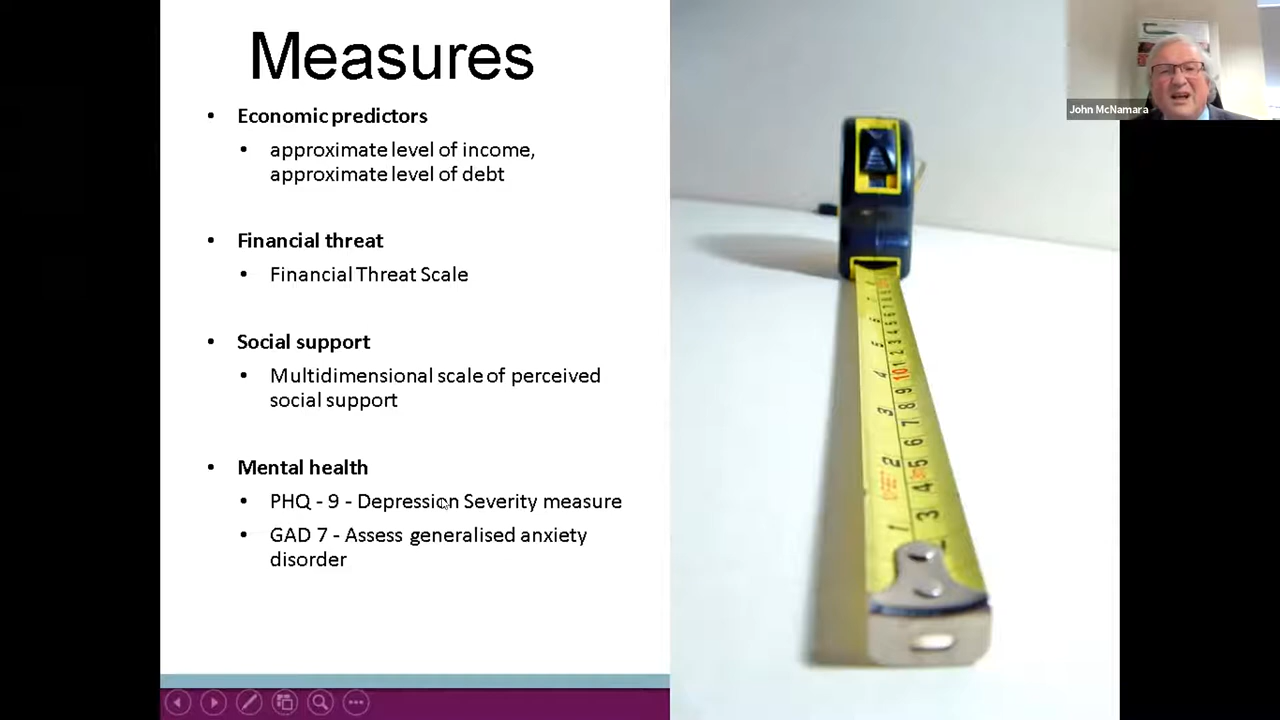 Measures
• Economic predictors
• approximate level of income,
approximate level of debt
• Financial threat
• Financial Threat Scale
• Social support
• Multidimensional scale of perceived
social support
• Mental health
• PHQ - 9 - Depression Severity measure
• GAD 7 - Assess generalised anxiety
disorder
John McNamara